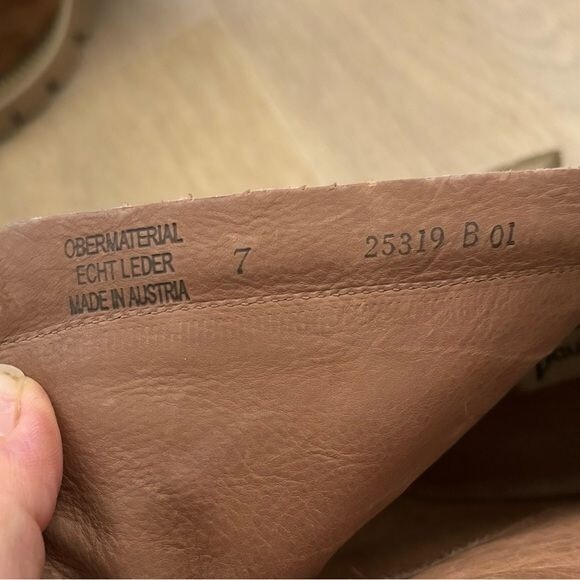 OBERMATERIAL
ECHT LEDER
MADE IN AUSTRIA
7
25319 B 01